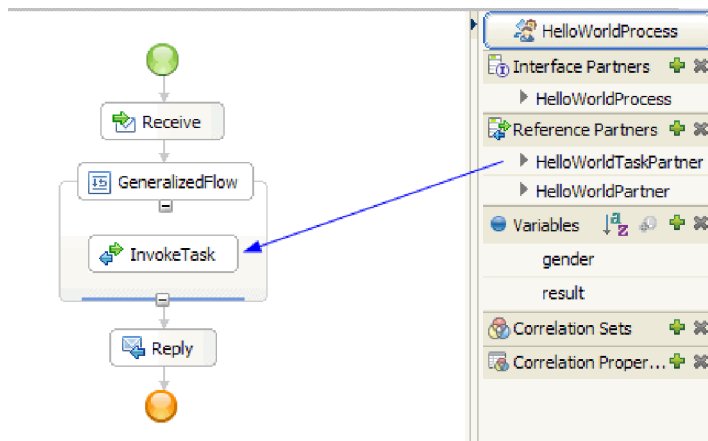 HelloWorldProcess
Interface Partners
HelloWorldProcess
Reference Partners
HelloWorldTaskPartner
HelloWorldPartner
Variables
gender
result
Correlation Sets
Correlation Proper...
Receive
GeneralizedFlow
InvokeTask
Reply